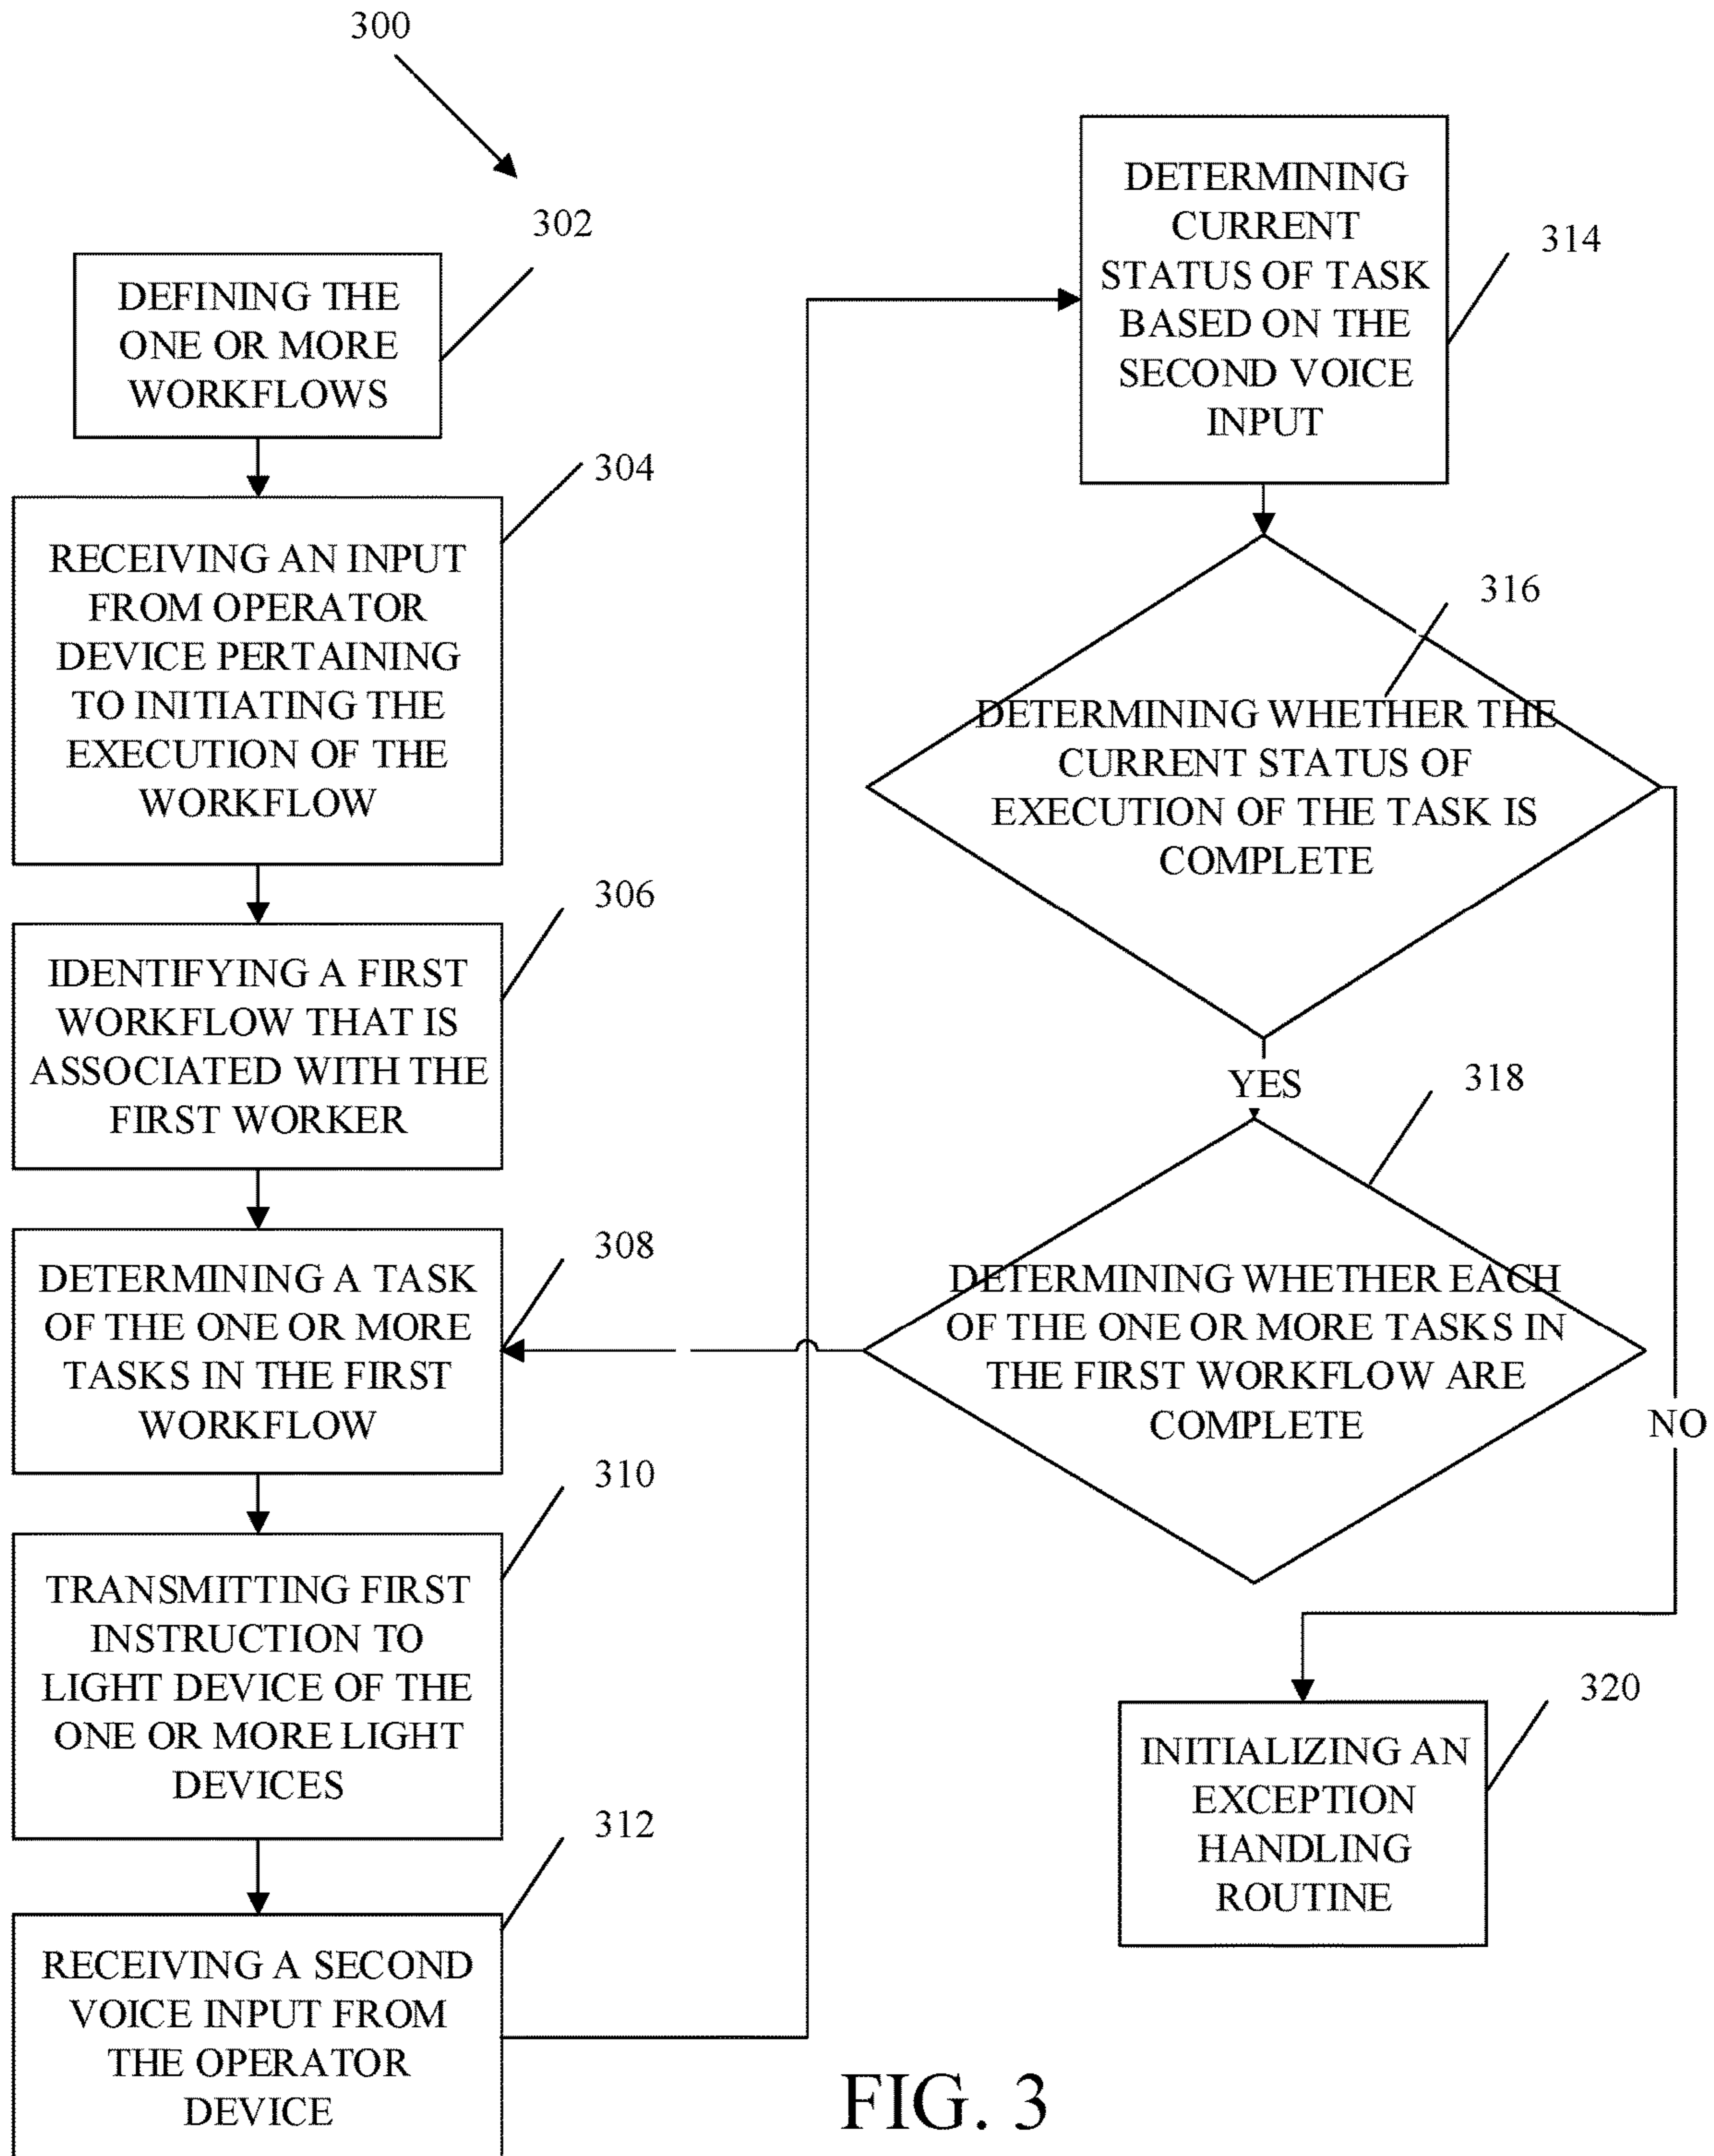 300
302
DEFINING THE
ONE OR MORE
WORKFLOWS
304
RECEIVING AN INPUT
FROM OPERATOR
DEVICE PERTAINING
TO INITIATING THE
EXECUTION OF THE
WORKFLOW
306
IDENTIFYING A FIRST
WORKFLOW THAT IS
ASSOCIATED WITH THE
FIRST WORKER
308
DETERMINING A TASK
OF THE ONE OR MORE
TASKS IN THE FIRST
WORKFLOW
310
TRANSMITTING FIRST
INSTRUCTION TO
LIGHT DEVICE OF THE
ONE OR MORE LIGHT
DEVICES
312
RECEIVING A SECOND
VOICE INPUT FROM
THE OPERATOR
DEVICE
314
DETERMINING
CURRENT
STATUS OF TASK
BASED ON THE
SECOND VOICE
INPUT
316
DETERMINING WHETHER THE
CURRENT STATUS OF
EXECUTION OF THE TASK IS
COMPLETE
YES
318
DETERMINING WHETHER EACH
OF THE ONE OR MORE TASKS IN
THE FIRST WORKFLOW ARE
COMPLETE
NO
320
INITIALIZING AN
EXCEPTION
HANDLING
ROUTINE
FIG. 3